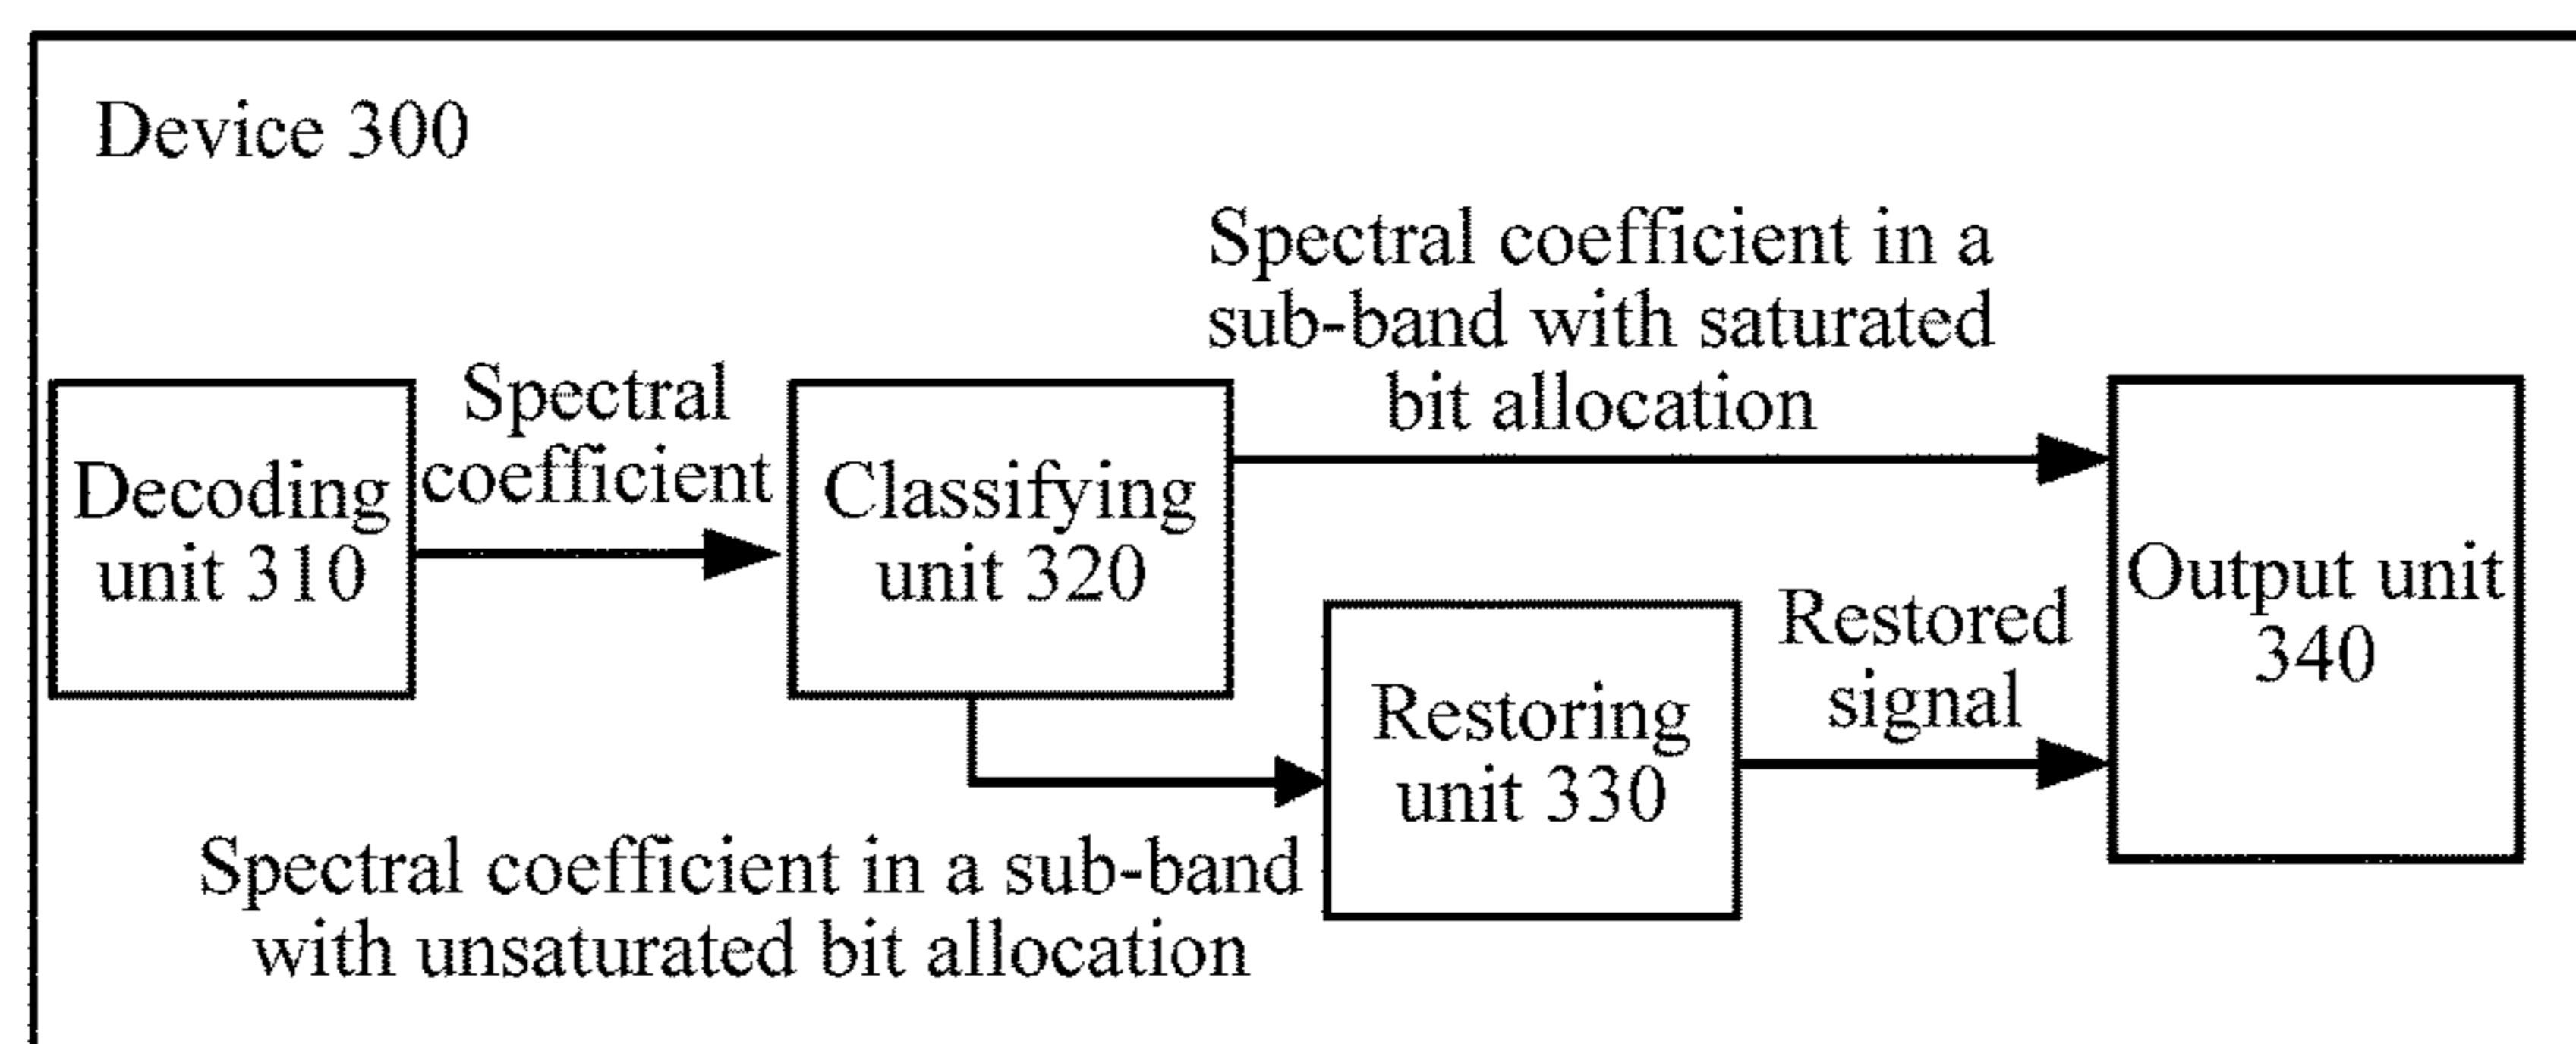 Device 300
Spectral coefficient in a
sub-band with saturated
bit allocation
Spectral
coefficient
Decoding
unit 310
Classifying
unit 320
Output unit
340
Restored
signal
Restoring
unit 330
Spectral coefficient in a sub-band
with unsaturated bit allocation